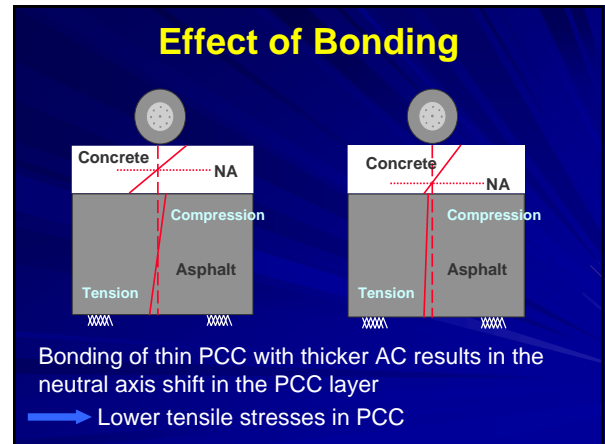 Effect of Bonding
Concrete
NA
Compression
Asphalt
Tension
Concrete
NA
Compression
Asphalt
Tension
Bonding of thin PCC with thicker AC results in the
neutral axis shift in the PCC layer
Lower tensile stresses in PCC